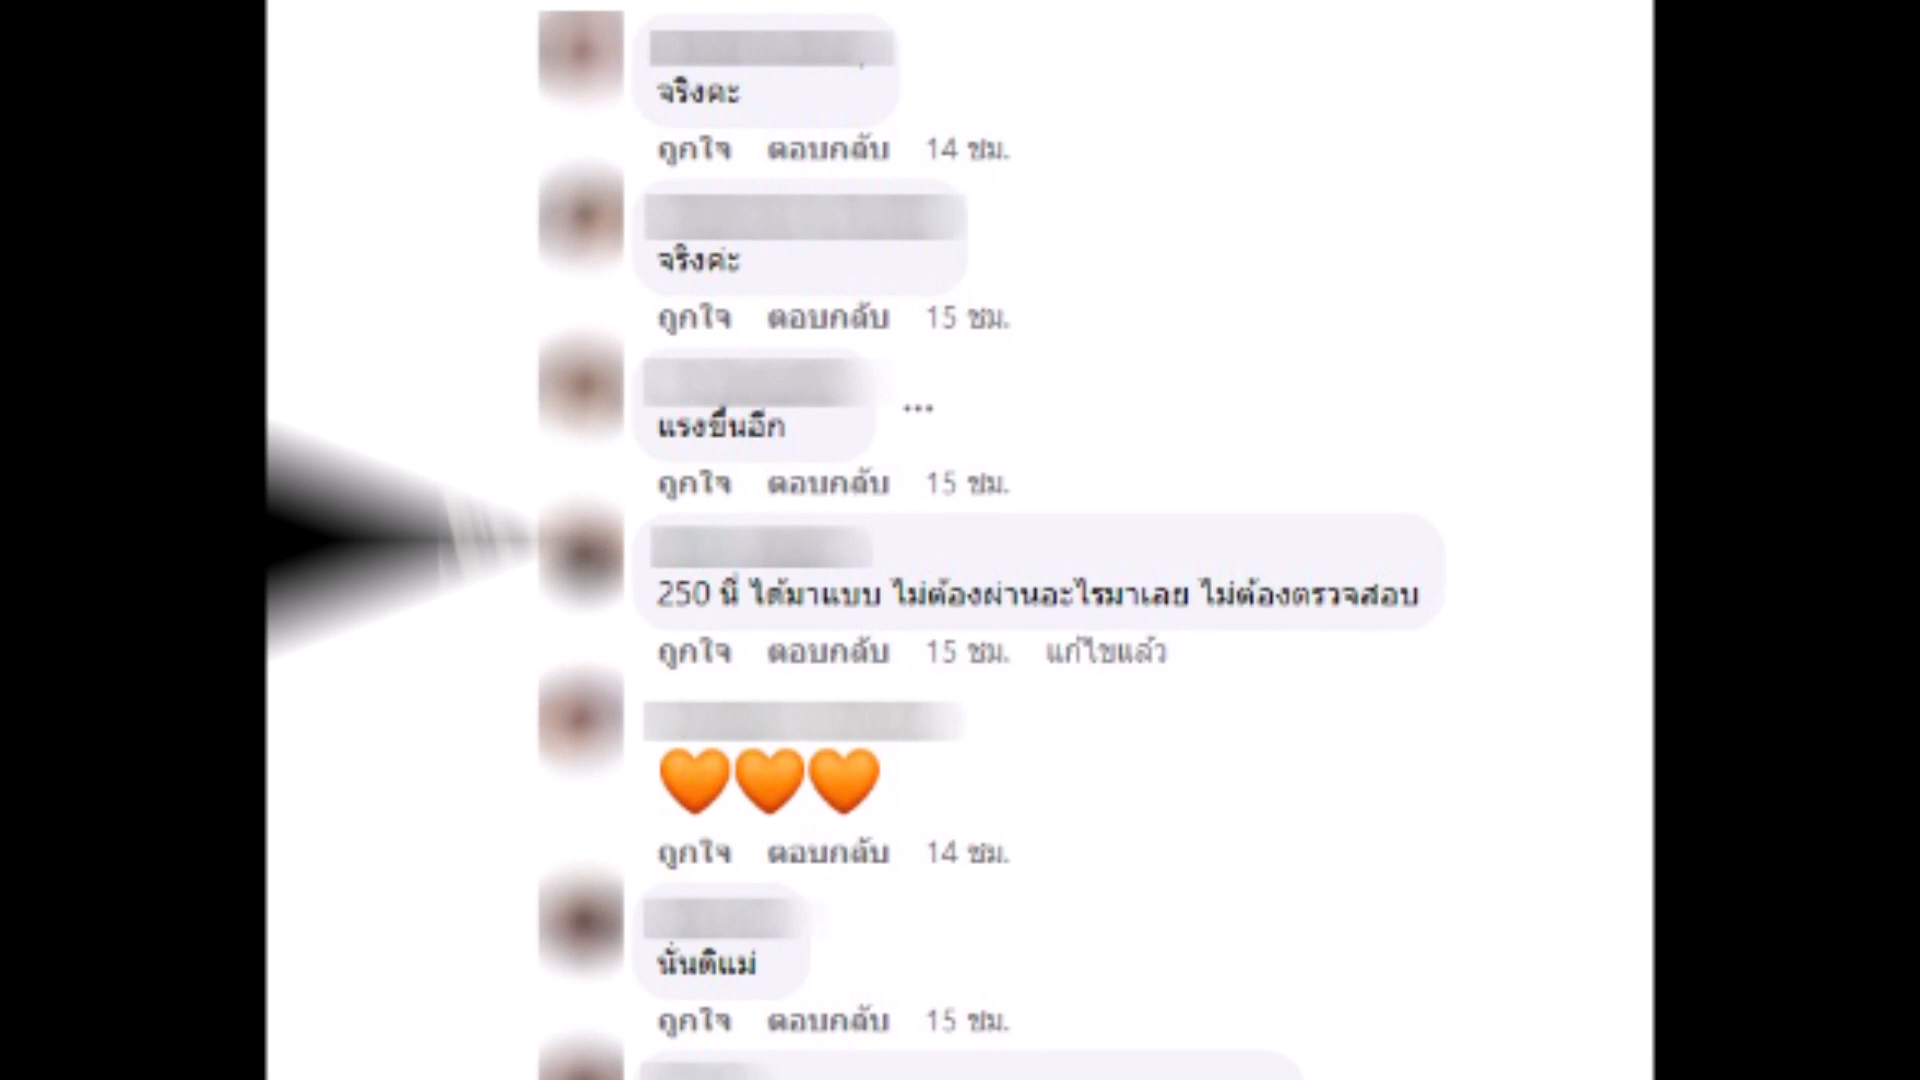 จริงคะ
ถูกใจ ตอบกลับ 14 ชม.
จริงค่ะ
ถูกใจ ตอบกลับ 15 ชม.
แรงขึ้นอีก
ถูกใจ ตอบกลับ 15 ชม.
250 นี่ ได้มาแบบ ไม่ต้องผ่านอะไรมาเลย ไม่ต้องตรวจสอบ
ถูกใจ ตอบกลับ 15 ชม. แก้ไขแล้ว
🧡🧡🧡
ถูกใจ ตอบกลับ 14 ชม.
นั่นดิแม่
ถูกใจ ตอบกลับ 15 ชม.